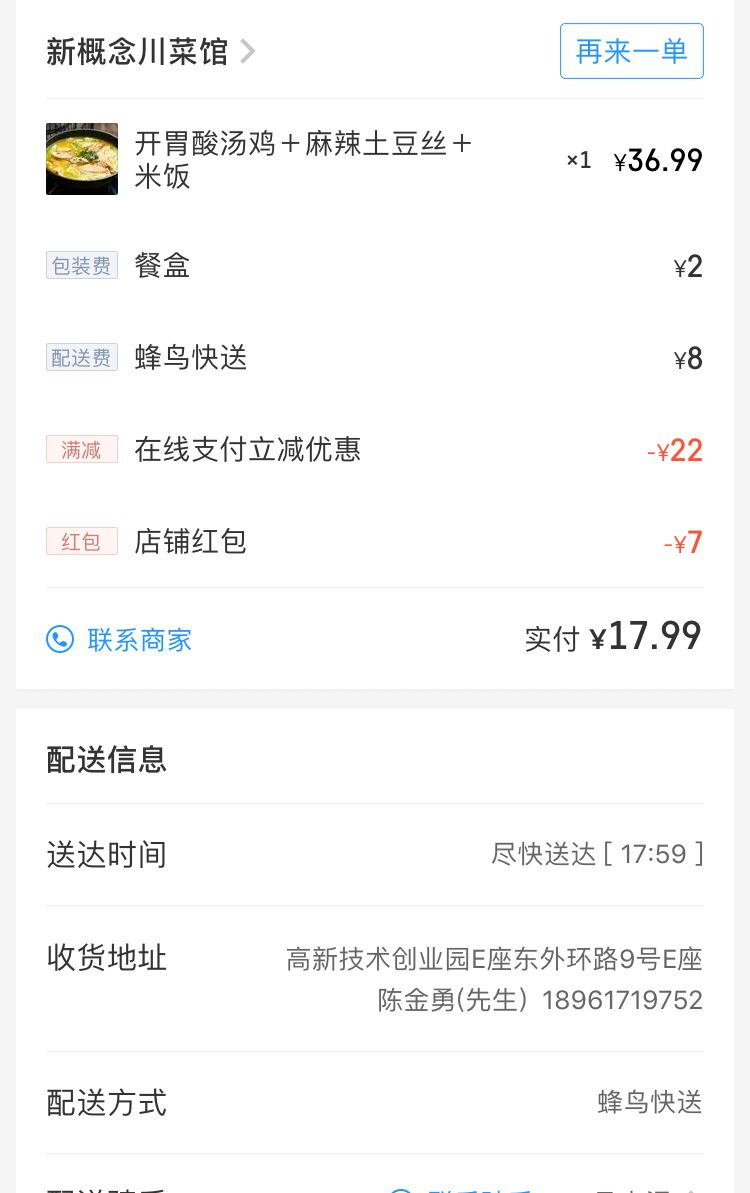 新概念川菜馆
再来一单
开胃酸汤鸡＋麻辣土豆丝＋
米饭
×1 ¥36.99
包装费 餐盒 ¥2
配送费 蜂鸟快送 ¥8
满减 在线支付立减优惠 -¥22
红包 店铺红包 -¥7
联系商家 实付 ¥17.99
配送信息
送达时间 尽快送达 [ 17:59 ]
收货地址 高新技术创业园E座东外环路9号E座
陈金勇(先生) 18961719752
配送方式 蜂鸟快送